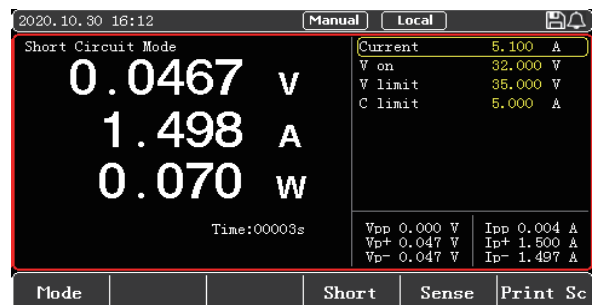 2020.10.30 16:12 Manual Local
Short Circuit Mode
0.0467 V
1.498 A
0.070 W
Time:00003s
Current 5.100 A
V on 32.000 V
V limit 35.000 V
C limit 5.000 A
Vpp 0.000 V Ipp 0.004 A
Vp+ 0.047 V Ip+ 1.500 A
Vp- 0.047 V Ip- 1.497 A
Mode Short Sense Print Sc